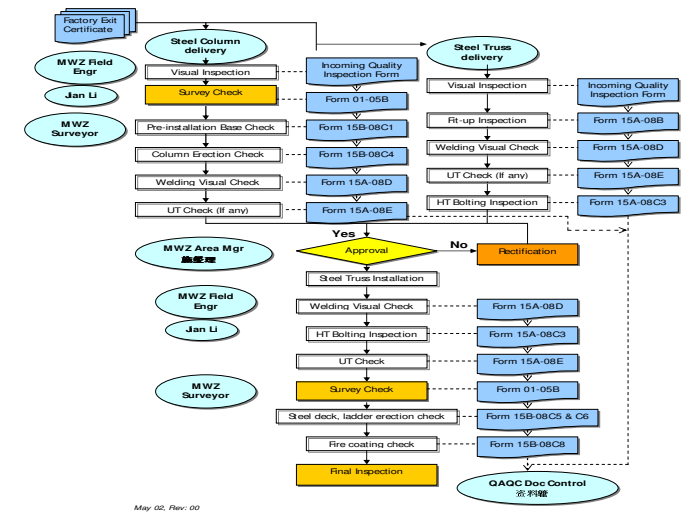 Factory Exit
Certificate
Steel Column
delivery
Steel Truss
delivery
MWZ Field
Engr
Visual Inspection
Incoming Quality
Inspection Form
Visual Inspection
Incoming Quality
Inspection Form
Jian Li
Survey Check
Form 01-05B
Fit-up Inspection
Form 15A-08B
MWZ
Surveyor
Pre-installation Base Check
Form 15B-08C1
Welding Visual Check
Form 15A-08D
Column Erection Check
Form 15B-08C4
UT Check (If any)
Form 15A-08E
Welding Visual Check
Form 15A-08D
HT Bolting Inspection
Form 15A-08C3
UT Check (If any)
Form 15A-08E
Yes
MWZ Area Mgr
Approval
No
Rectification
Steel Truss Installation
MWZ Field
Engr
Welding Visual Check
Form 15A-08D
Jian Li
HT Bolting Inspection
Form 15A-08C3
UT Check
Form 15A-08E
MWZ
Surveyor
Survey Check
Form 01-05B
Steel deck, ladder erection check
Form 15B-08C5 & C6
Fire coating check
Form 15B-08C8
Final Inspection
QAQC Doc Control
May 02, Rev: 00